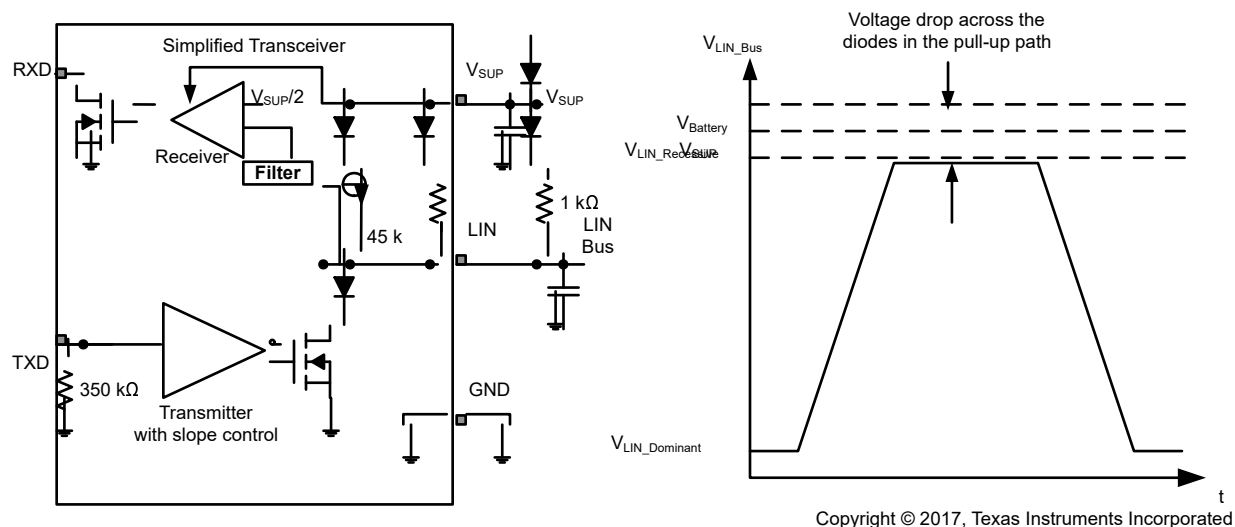 Simplified Transceiver
RXD
V_SUP/2
Receiver
Filter
V_SUP
V_SUP
45 k
LIN
1 kΩ
LIN
Bus
TXD
350 kΩ
Transmitter
with slope control
GND
Voltage drop across the
diodes in the pull-up path
V_LIN_Bus
V_Battery
V_LIN_Recessive
V_SUP
V_LIN_Dominant
t
Copyright © 2017, Texas Instruments Incorporated